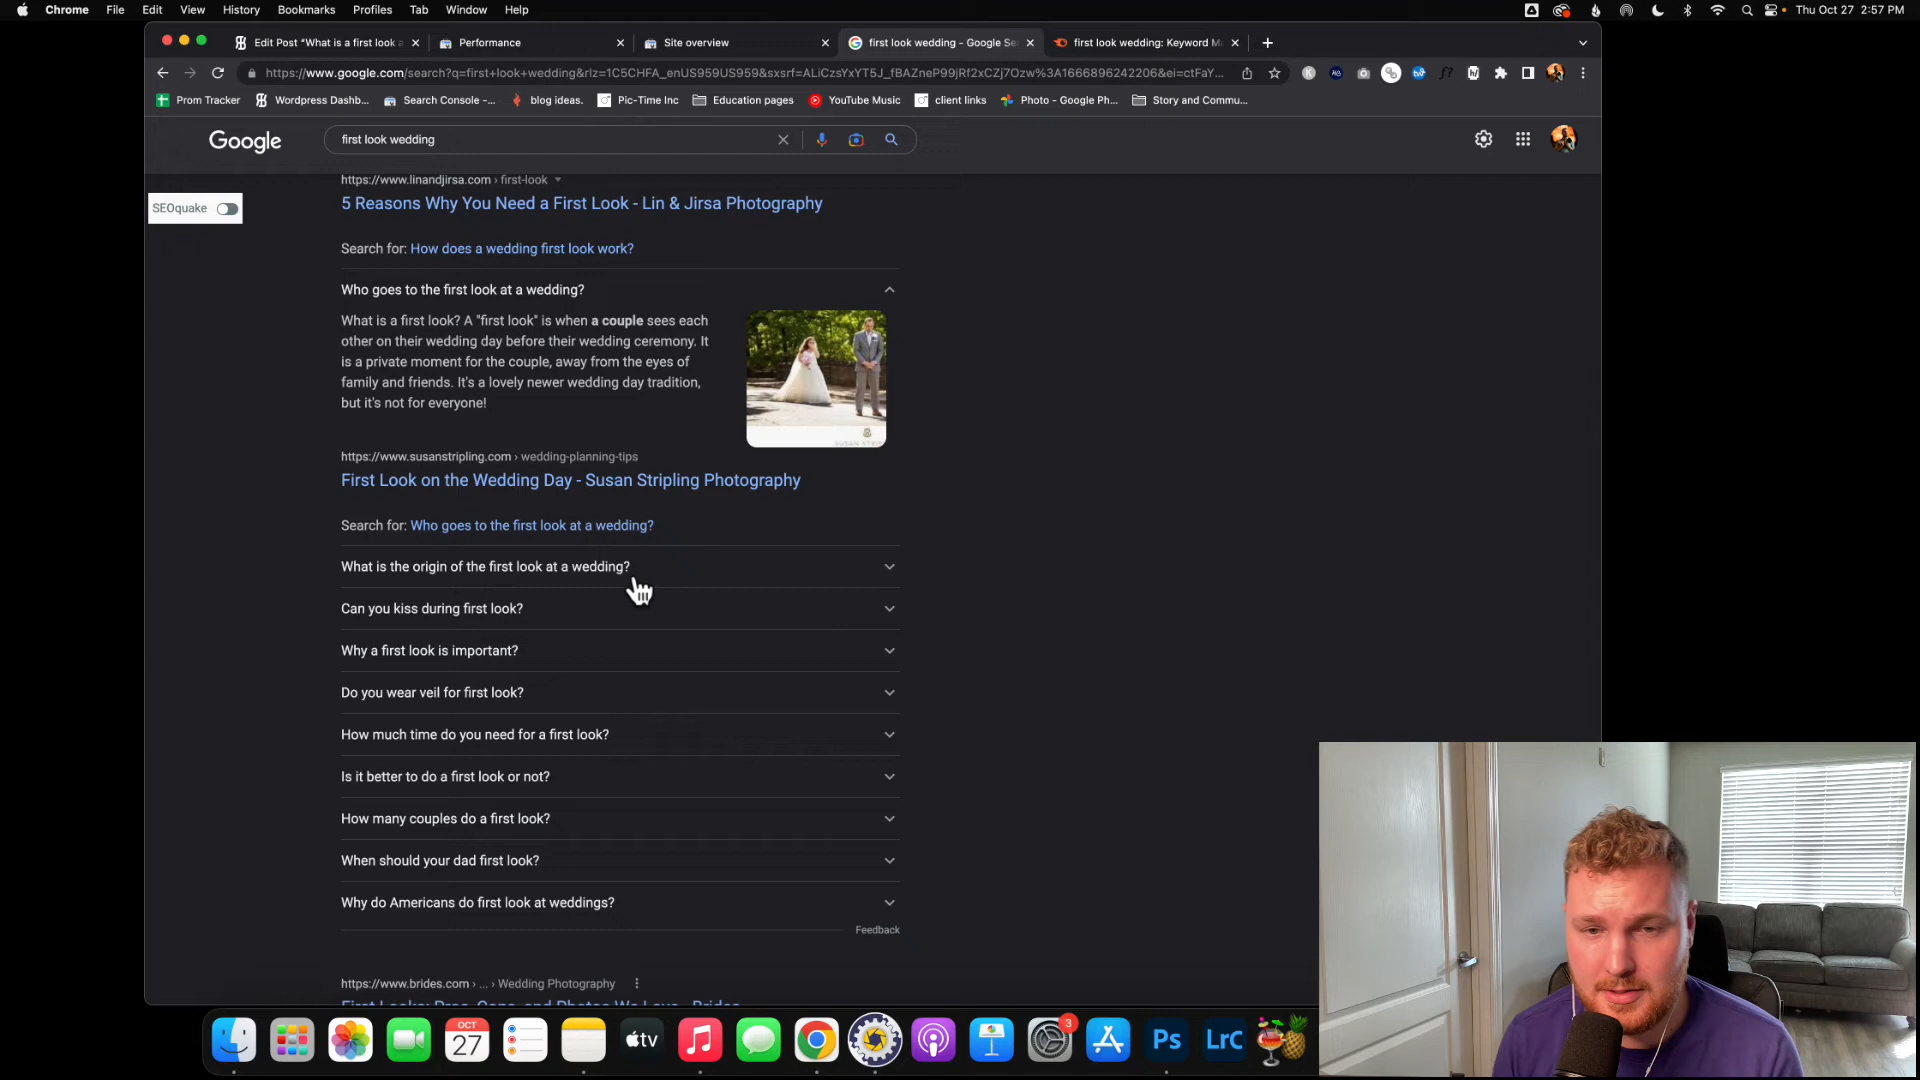 Chrome File Edit View History Bookmarks Profiles Tab Window Help Thu Oct 27 2:57 PM
Edit Post "What is a first look a Performance Site overview first look wedding - Google Se first look wedding: Keyword M
https://www.google.com/search?q=first+look+wedding&rlz=1C5CHFA_enUS959US959&sxsrf=ALiCzsYxYT5J_fBAZneP99jRf2xCZj7Ozw%3A1666896242206&ei=ctFaY...
Prom Tracker Wordpress Dashb... Search Console -... blog ideas. Pic-Time Inc Education pages YouTube Music client links Photo - Google Ph... Story and Commu...
Google first look wedding
https://www.linandjirsa.com › first-look
5 Reasons Why You Need a First Look - Lin & Jirsa Photography
SEOquake
Search for: How does a wedding first look work?
Who goes to the first look at a wedding?
What is a first look? A "first look" is when a couple sees each
other on their wedding day before their wedding ceremony. It
is a private moment for the couple, away from the eyes of
family and friends. It's a lovely newer wedding day tradition,
but it's not for everyone!
https://www.susanstripling.com › wedding-planning-tips
First Look on the Wedding Day - Susan Stripling Photography
Search for: Who goes to the first look at a wedding?
What is the origin of the first look at a wedding?
Can you kiss during first look?
Why a first look is important?
Do you wear veil for first look?
How much time do you need for a first look?
Is it better to do a first look or not?
How many couples do a first look?
When should your dad first look?
Why do Americans do first look at weddings?
Feedback
https://www.brides.com › ... › Wedding Photography
First Looks: Pros, Cons, and Photos We Love - Brides
OCT
27
tv
3
Ps
LrC